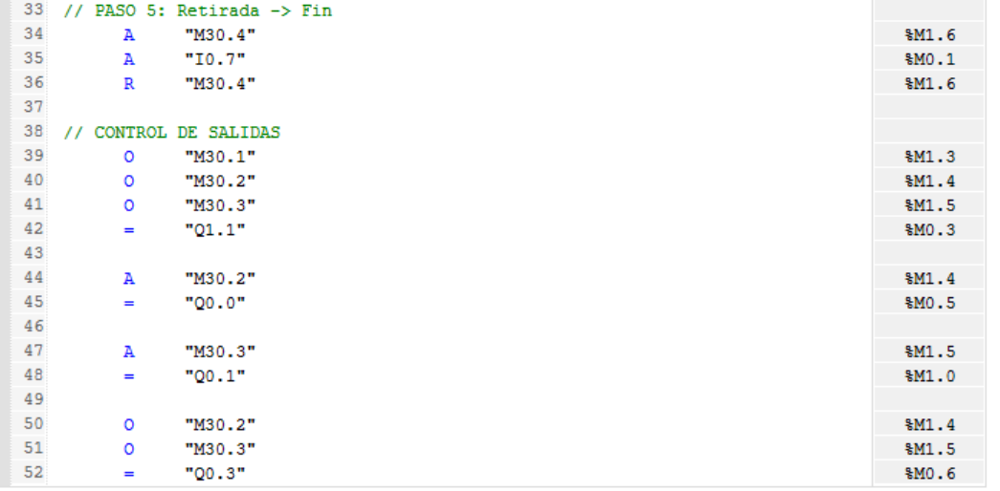 33 // PASO 5: Retirada -> Fin
34 A "M30.4" %M1.6
35 A "I0.7" %M0.1
36 R "M30.4" %M1.6
37
38 // CONTROL DE SALIDAS
39 O "M30.1" %M1.3
40 O "M30.2" %M1.4
41 O "M30.3" %M1.5
42 = "Q1.1" %M0.3
43
44 A "M30.2" %M1.4
45 = "Q0.0" %M0.5
46
47 A "M30.3" %M1.5
48 = "Q0.1" %M1.0
49
50 O "M30.2" %M1.4
51 O "M30.3" %M1.5
52 = "Q0.3" %M0.6